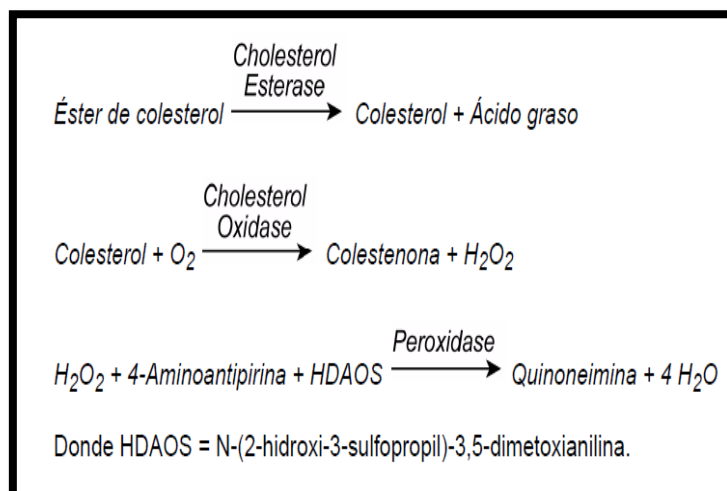 Cholesterol
Esterase
Éster de colesterol → Colesterol + Ácido graso
Cholesterol
Oxidase
Colesterol + O₂ → Colestenona + H₂O₂
Peroxidase
H₂O₂ + 4-Aminoantipirina + HDAOS → Quinoneimina + 4 H₂O
Donde HDAOS = N-(2-hidroxi-3-sulfopropil)-3,5-dimetoxianilina.